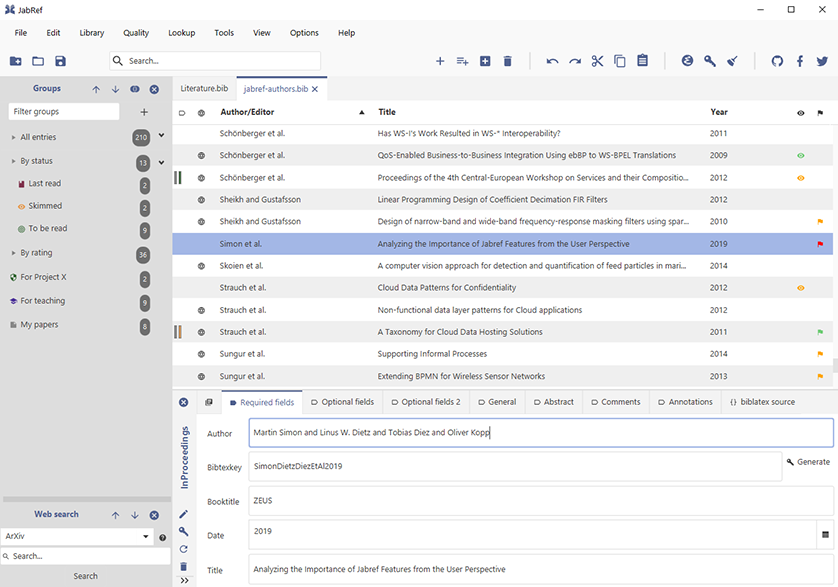 JabRef
File Edit Library Quality Lookup Tools View Options Help
Search...
Groups
Filter groups
All entries 210
By status 13
Last read 2
Skimmed 2
To be read 9
By rating 36
For Project X 2
For teaching 9
My papers 8
Web search
ArXiv
Search...
Search
Literature.bib jabref-authors.bib
Author/Editor Title Year
Schönberger et al. Has WS-I's Work Resulted in WS-* Interoperability? 2011
Schönberger et al. QoS-Enabled Business-to-Business Integration Using ebBP to WS-BPEL Translations 2009
Schönberger et al. Proceedings of the 4th Central-European Workshop on Services and their Compositio... 2012
Sheikh and Gustafsson Linear Programming Design of Coefficient Decimation FIR Filters 2012
Sheikh and Gustafsson Design of narrow-band and wide-band frequency-response masking filters using spar... 2010
Simon et al. Analyzing the Importance of Jabref Features from the User Perspective 2019
Skoien et al. A computer vision approach for detection and quantification of feed particles in mari... 2014
Strauch et al. Cloud Data Patterns for Confidentiality 2012
Strauch et al. Non-functional data layer patterns for Cloud applications 2012
Strauch et al. A Taxonomy for Cloud Data Hosting Solutions 2011
Sungur et al. Supporting Informal Processes 2014
Sungur et al. Extending BPMN for Wireless Sensor Networks 2013
Required fields Optional fields Optional fields 2 General Abstract Comments Annotations {} biblatex source
InProceedings
Author Martin Simon and Linus W. Dietz and Tobias Diez and Oliver Kopp
Bibtexkey SimonDietzDiezEtAl2019 Generate
Booktitle ZEUS
Date 2019
Title Analyzing the Importance of Jabref Features from the User Perspective